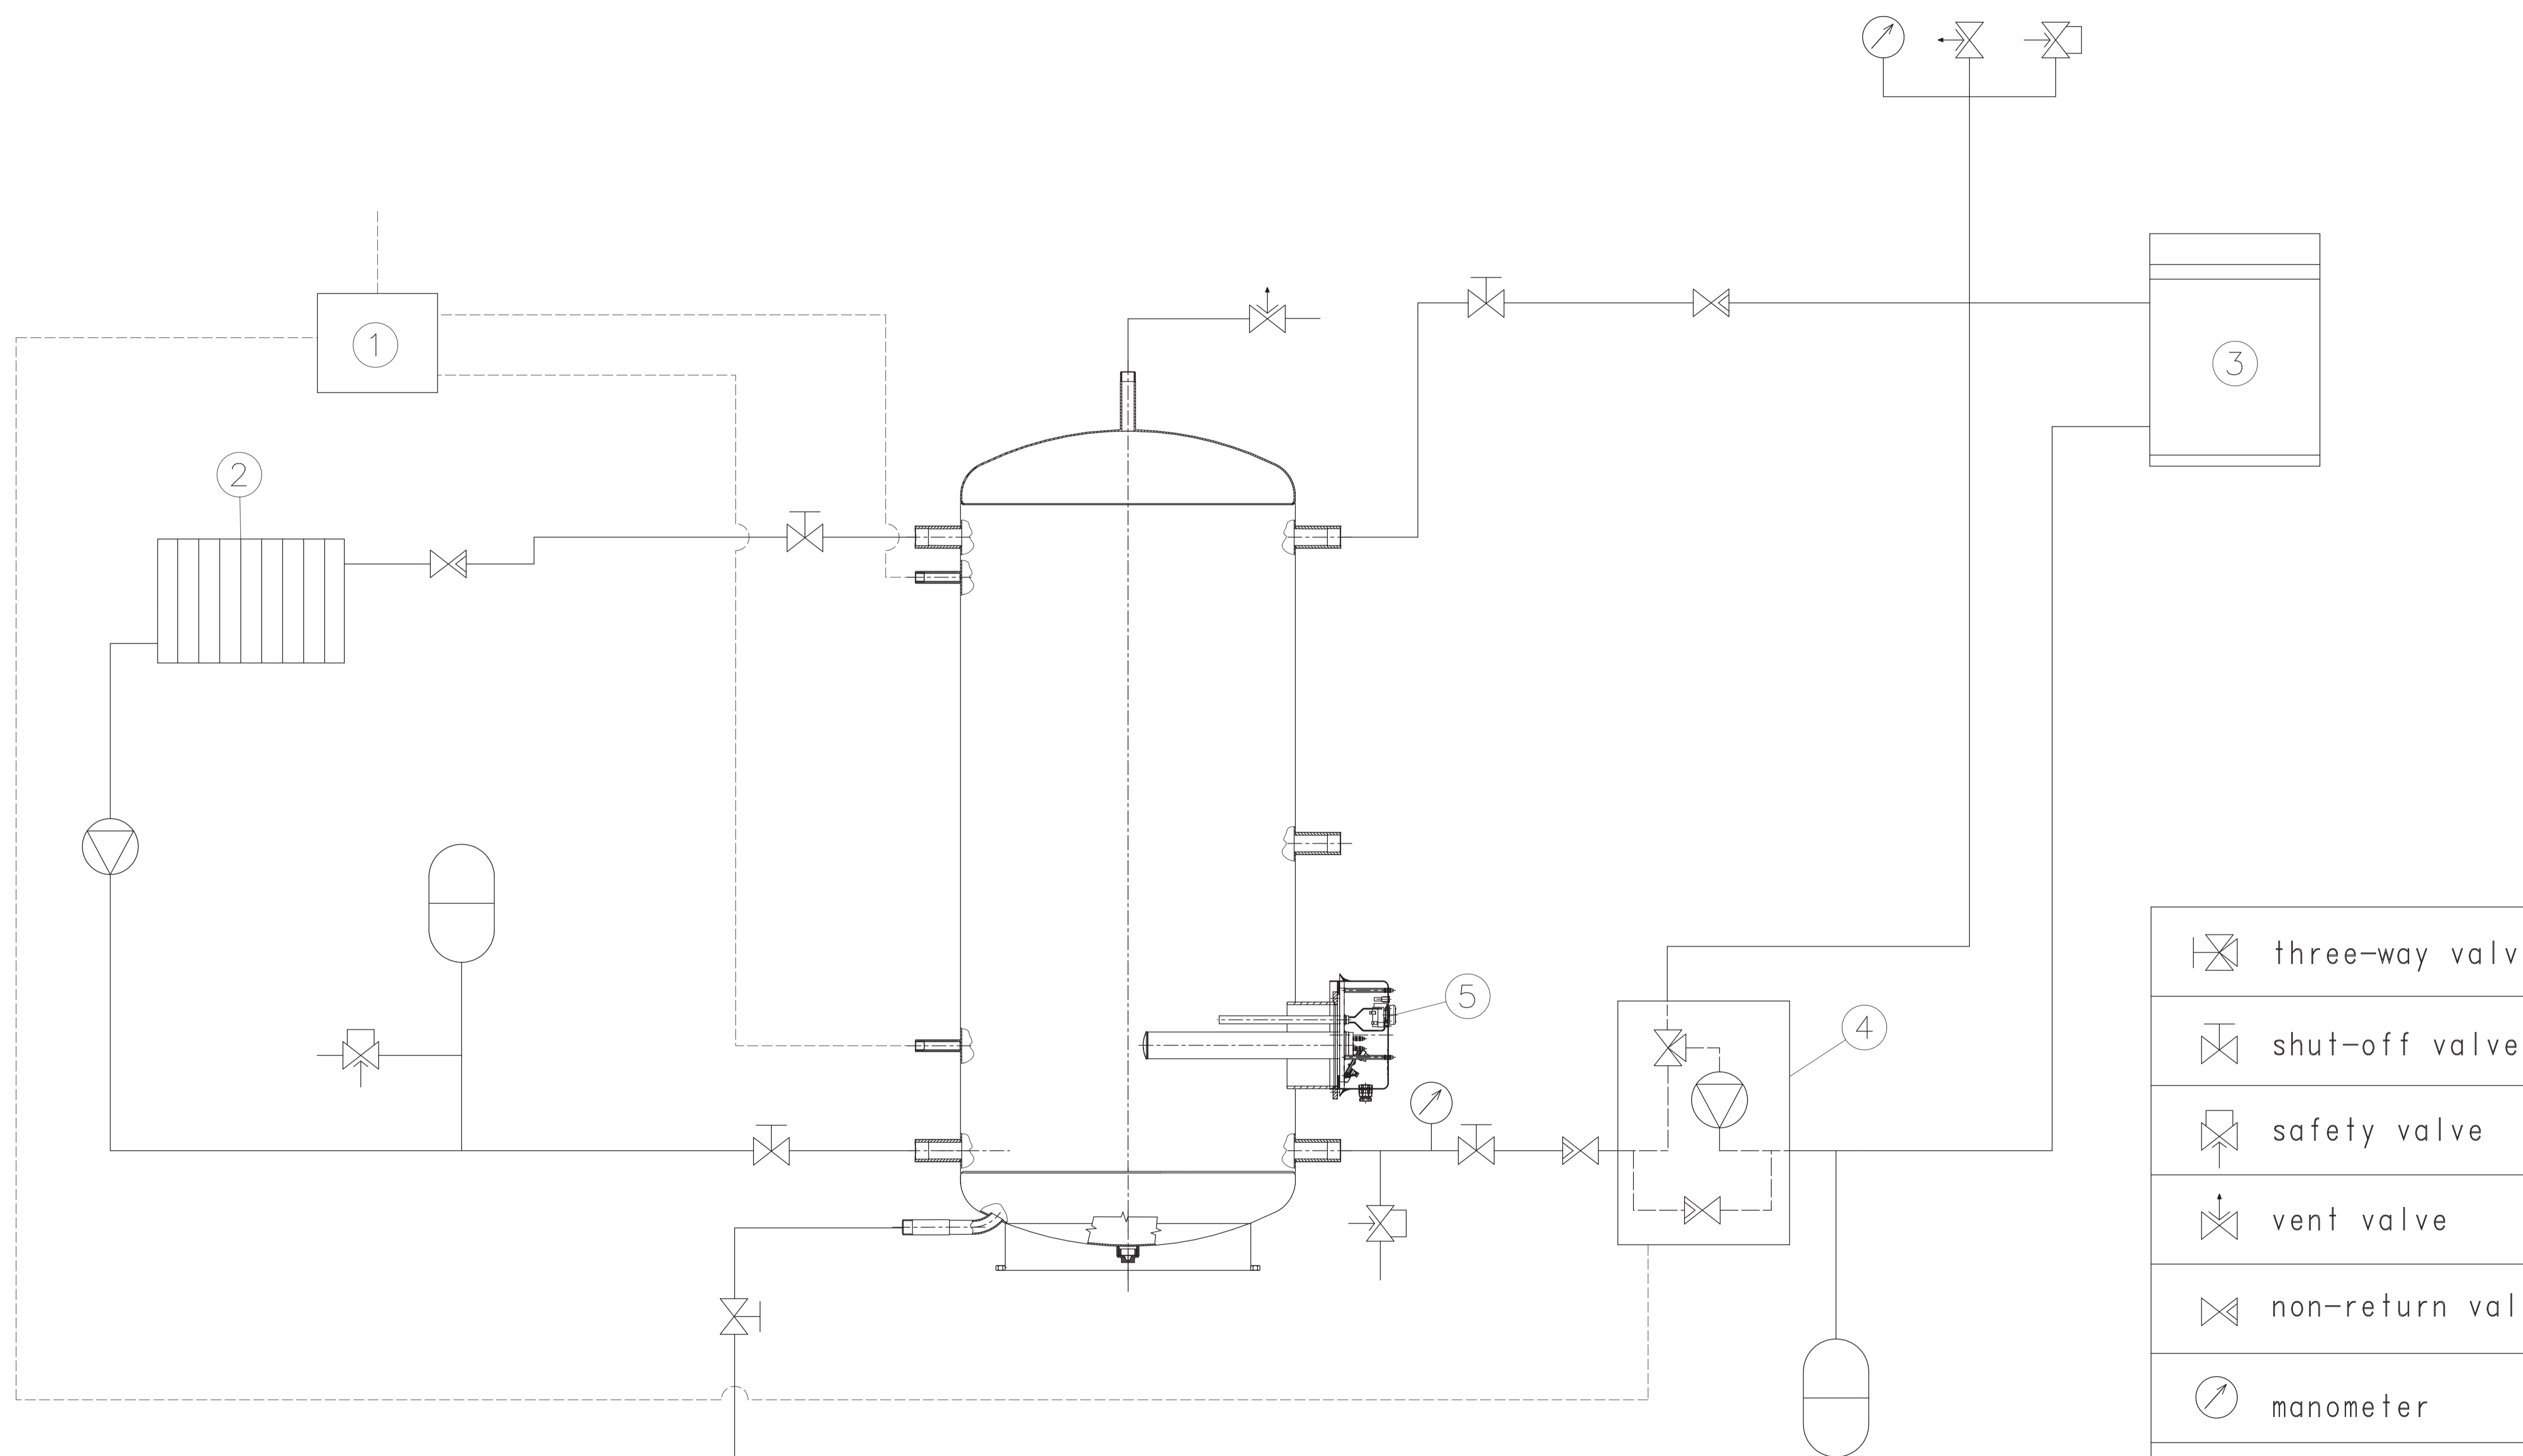 1
2
3
4
5
three-way valv
shut-off valve
safety valve
vent valve
non-return val
manometer